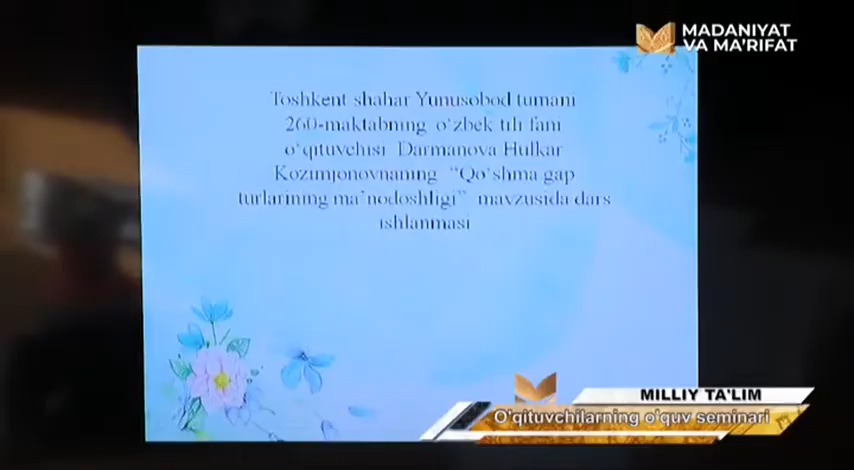 MADANIYAT
VA MA'RIFAT
Toshkent shahar Yunusobod tumani
260-maktabning o'zbek tili fani
o'qituvchisi Darmanova Hulkar
Kozimjonovnaning "Qo'shma gap
turlarining ma'nodoshligi" mavzusida dars
ishlanmasi
MILLIY TA'LIM
O'qituvchilarning o'quv seminari